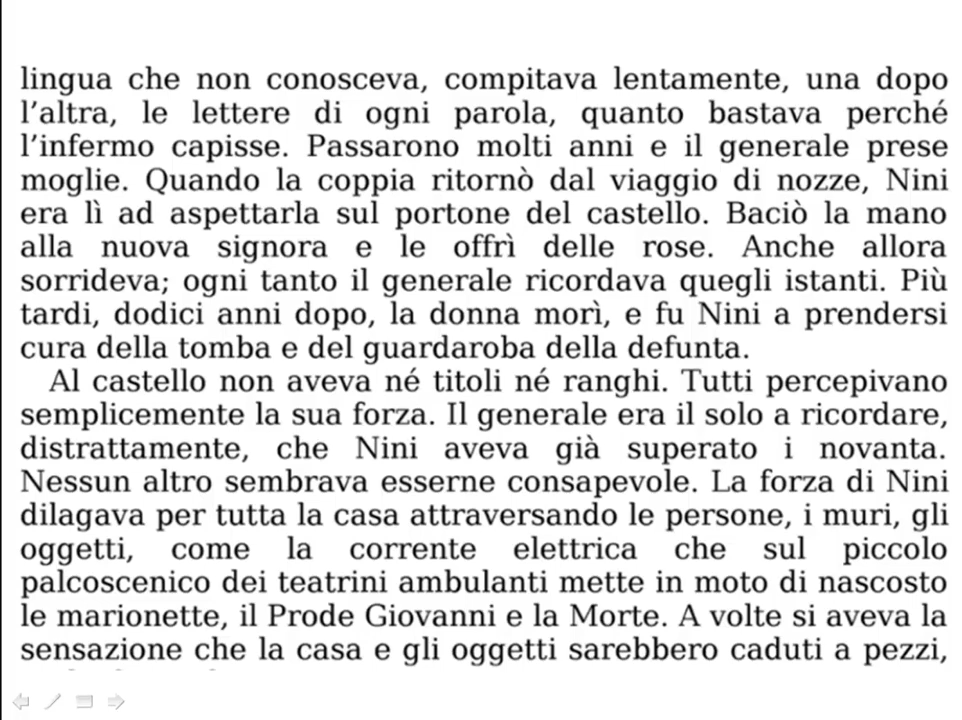 lingua che non conosceva, compitava lentamente, una dopo
l’altra, le lettere di ogni parola, quanto bastava perché
l’infermo capisse. Passarono molti anni e il generale prese
moglie. Quando la coppia ritornò dal viaggio di nozze, Nini
era lì ad aspettarla sul portone del castello. Baciò la mano
alla nuova signora e le offrì delle rose. Anche allora
sorrideva; ogni tanto il generale ricordava quegli istanti. Più
tardi, dodici anni dopo, la donna morì, e fu Nini a prendersi
cura della tomba e del guardaroba della defunta.
Al castello non aveva né titoli né ranghi. Tutti percepivano
semplicemente la sua forza. Il generale era il solo a ricordare,
distrattamente, che Nini aveva già superato i novanta.
Nessun altro sembrava esserne consapevole. La forza di Nini
dilagava per tutta la casa attraversando le persone, i muri, gli
oggetti, come la corrente elettrica che sul piccolo
palcoscenico dei teatrini ambulanti mette in moto di nascosto
le marionette, il Prode Giovanni e la Morte. A volte si aveva la
sensazione che la casa e gli oggetti sarebbero caduti a pezzi,